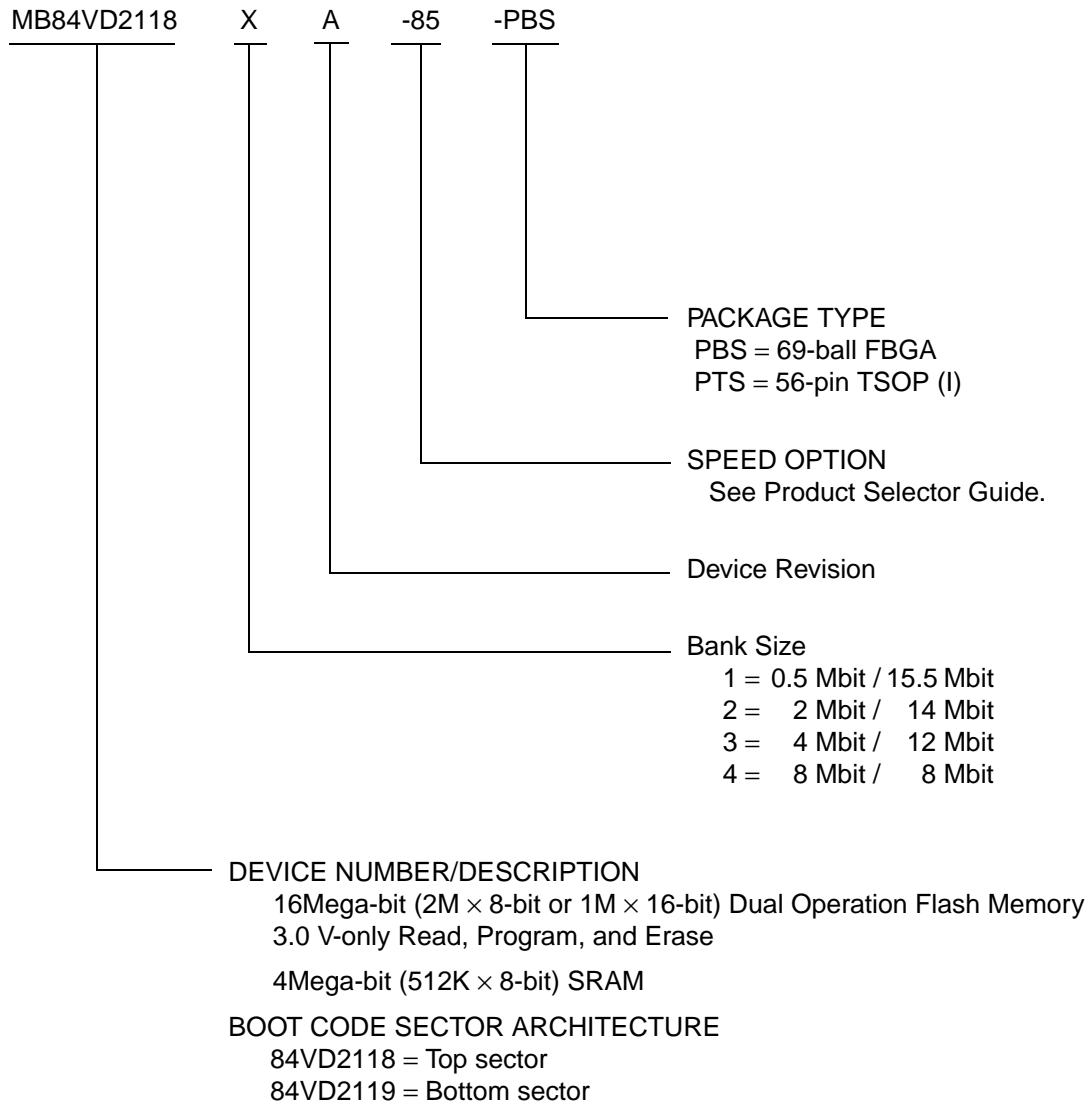 MB84VD2118 X A -85 -PBS
PACKAGE TYPE
PBS = 69-ball FBGA
PTS = 56-pin TSOP (I)
SPEED OPTION
See Product Selector Guide.
Device Revision
Bank Size
1 = 0.5 Mbit / 15.5 Mbit
2 = 2 Mbit / 14 Mbit
3 = 4 Mbit / 12 Mbit
4 = 8 Mbit / 8 Mbit
DEVICE NUMBER/DESCRIPTION
16Mega-bit (2M × 8-bit or 1M × 16-bit) Dual Operation Flash Memory
3.0 V-only Read, Program, and Erase
4Mega-bit (512K × 8-bit) SRAM
BOOT CODE SECTOR ARCHITECTURE
84VD2118 = Top sector
84VD2119 = Bottom sector